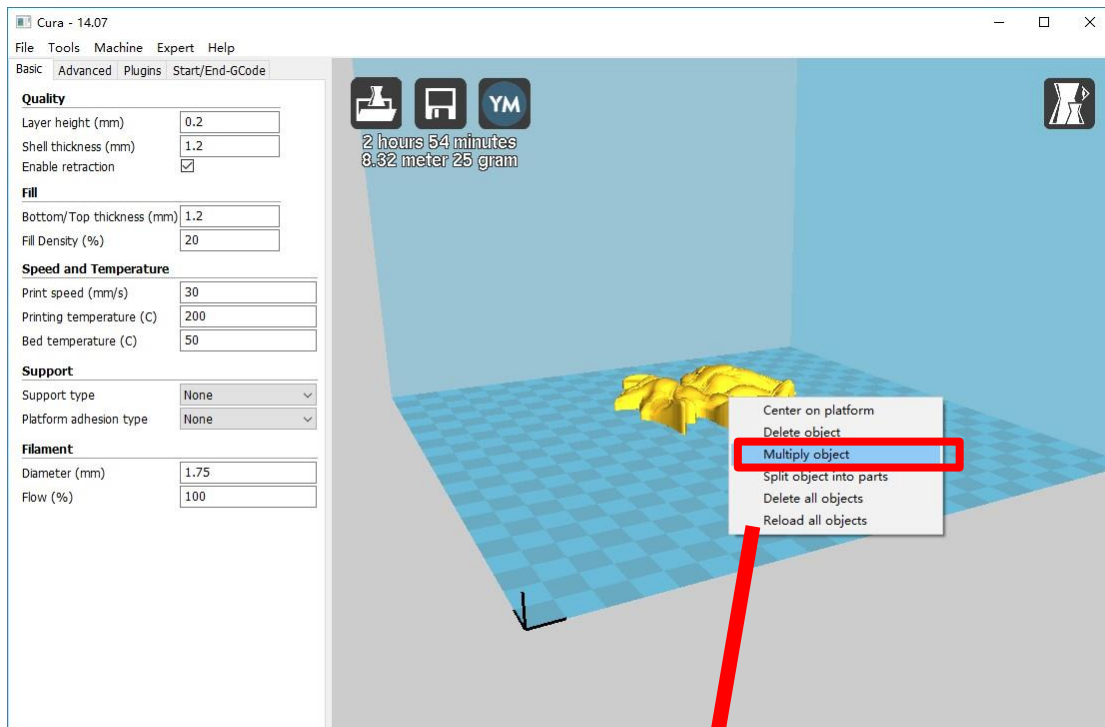 Cura - 14.07
File Tools Machine Expert Help
Basic Advanced Plugins Start/End-GCode
Quality
Layer height (mm) 0.2
Shell thickness (mm) 1.2
Enable retraction
Fill
Bottom/Top thickness (mm) 1.2
Fill Density (%) 20
Speed and Temperature
Print speed (mm/s) 30
Printing temperature (C) 200
Bed temperature (C) 50
Support
Support type None
Platform adhesion type None
Filament
Diameter (mm) 1.75
Flow (%) 100
YM
2 hours 54 minutes
8.32 meter 25 gram
Center on platform
Delete object
Multiply object
Split object into parts
Delete all objects
Reload all objects